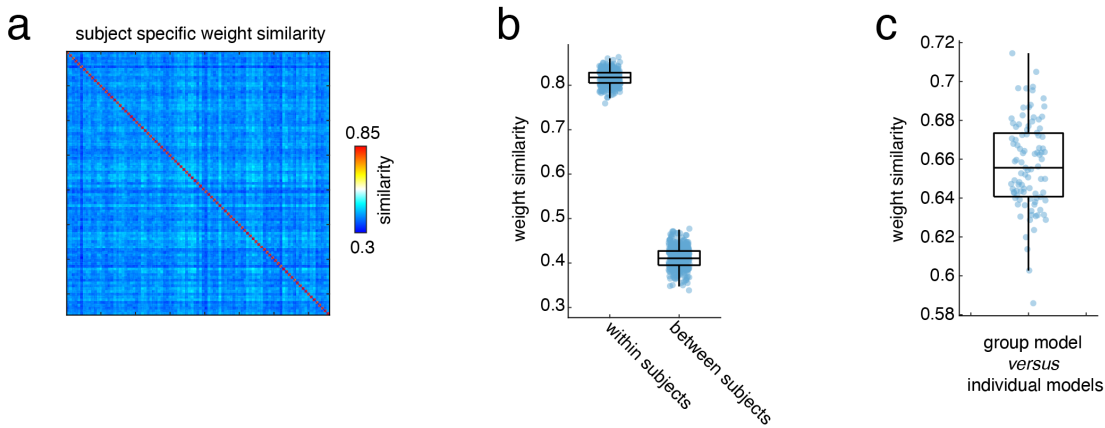 a
subject specific weight similarity
0.85
similarity
0.3
b
weight similarity
0.8
0.7
0.6
0.5
0.4
0.3
within subjects
between subjects
c
weight similarity
0.72
0.7
0.68
0.66
0.64
0.62
0.6
0.58
group model
versus
individual models